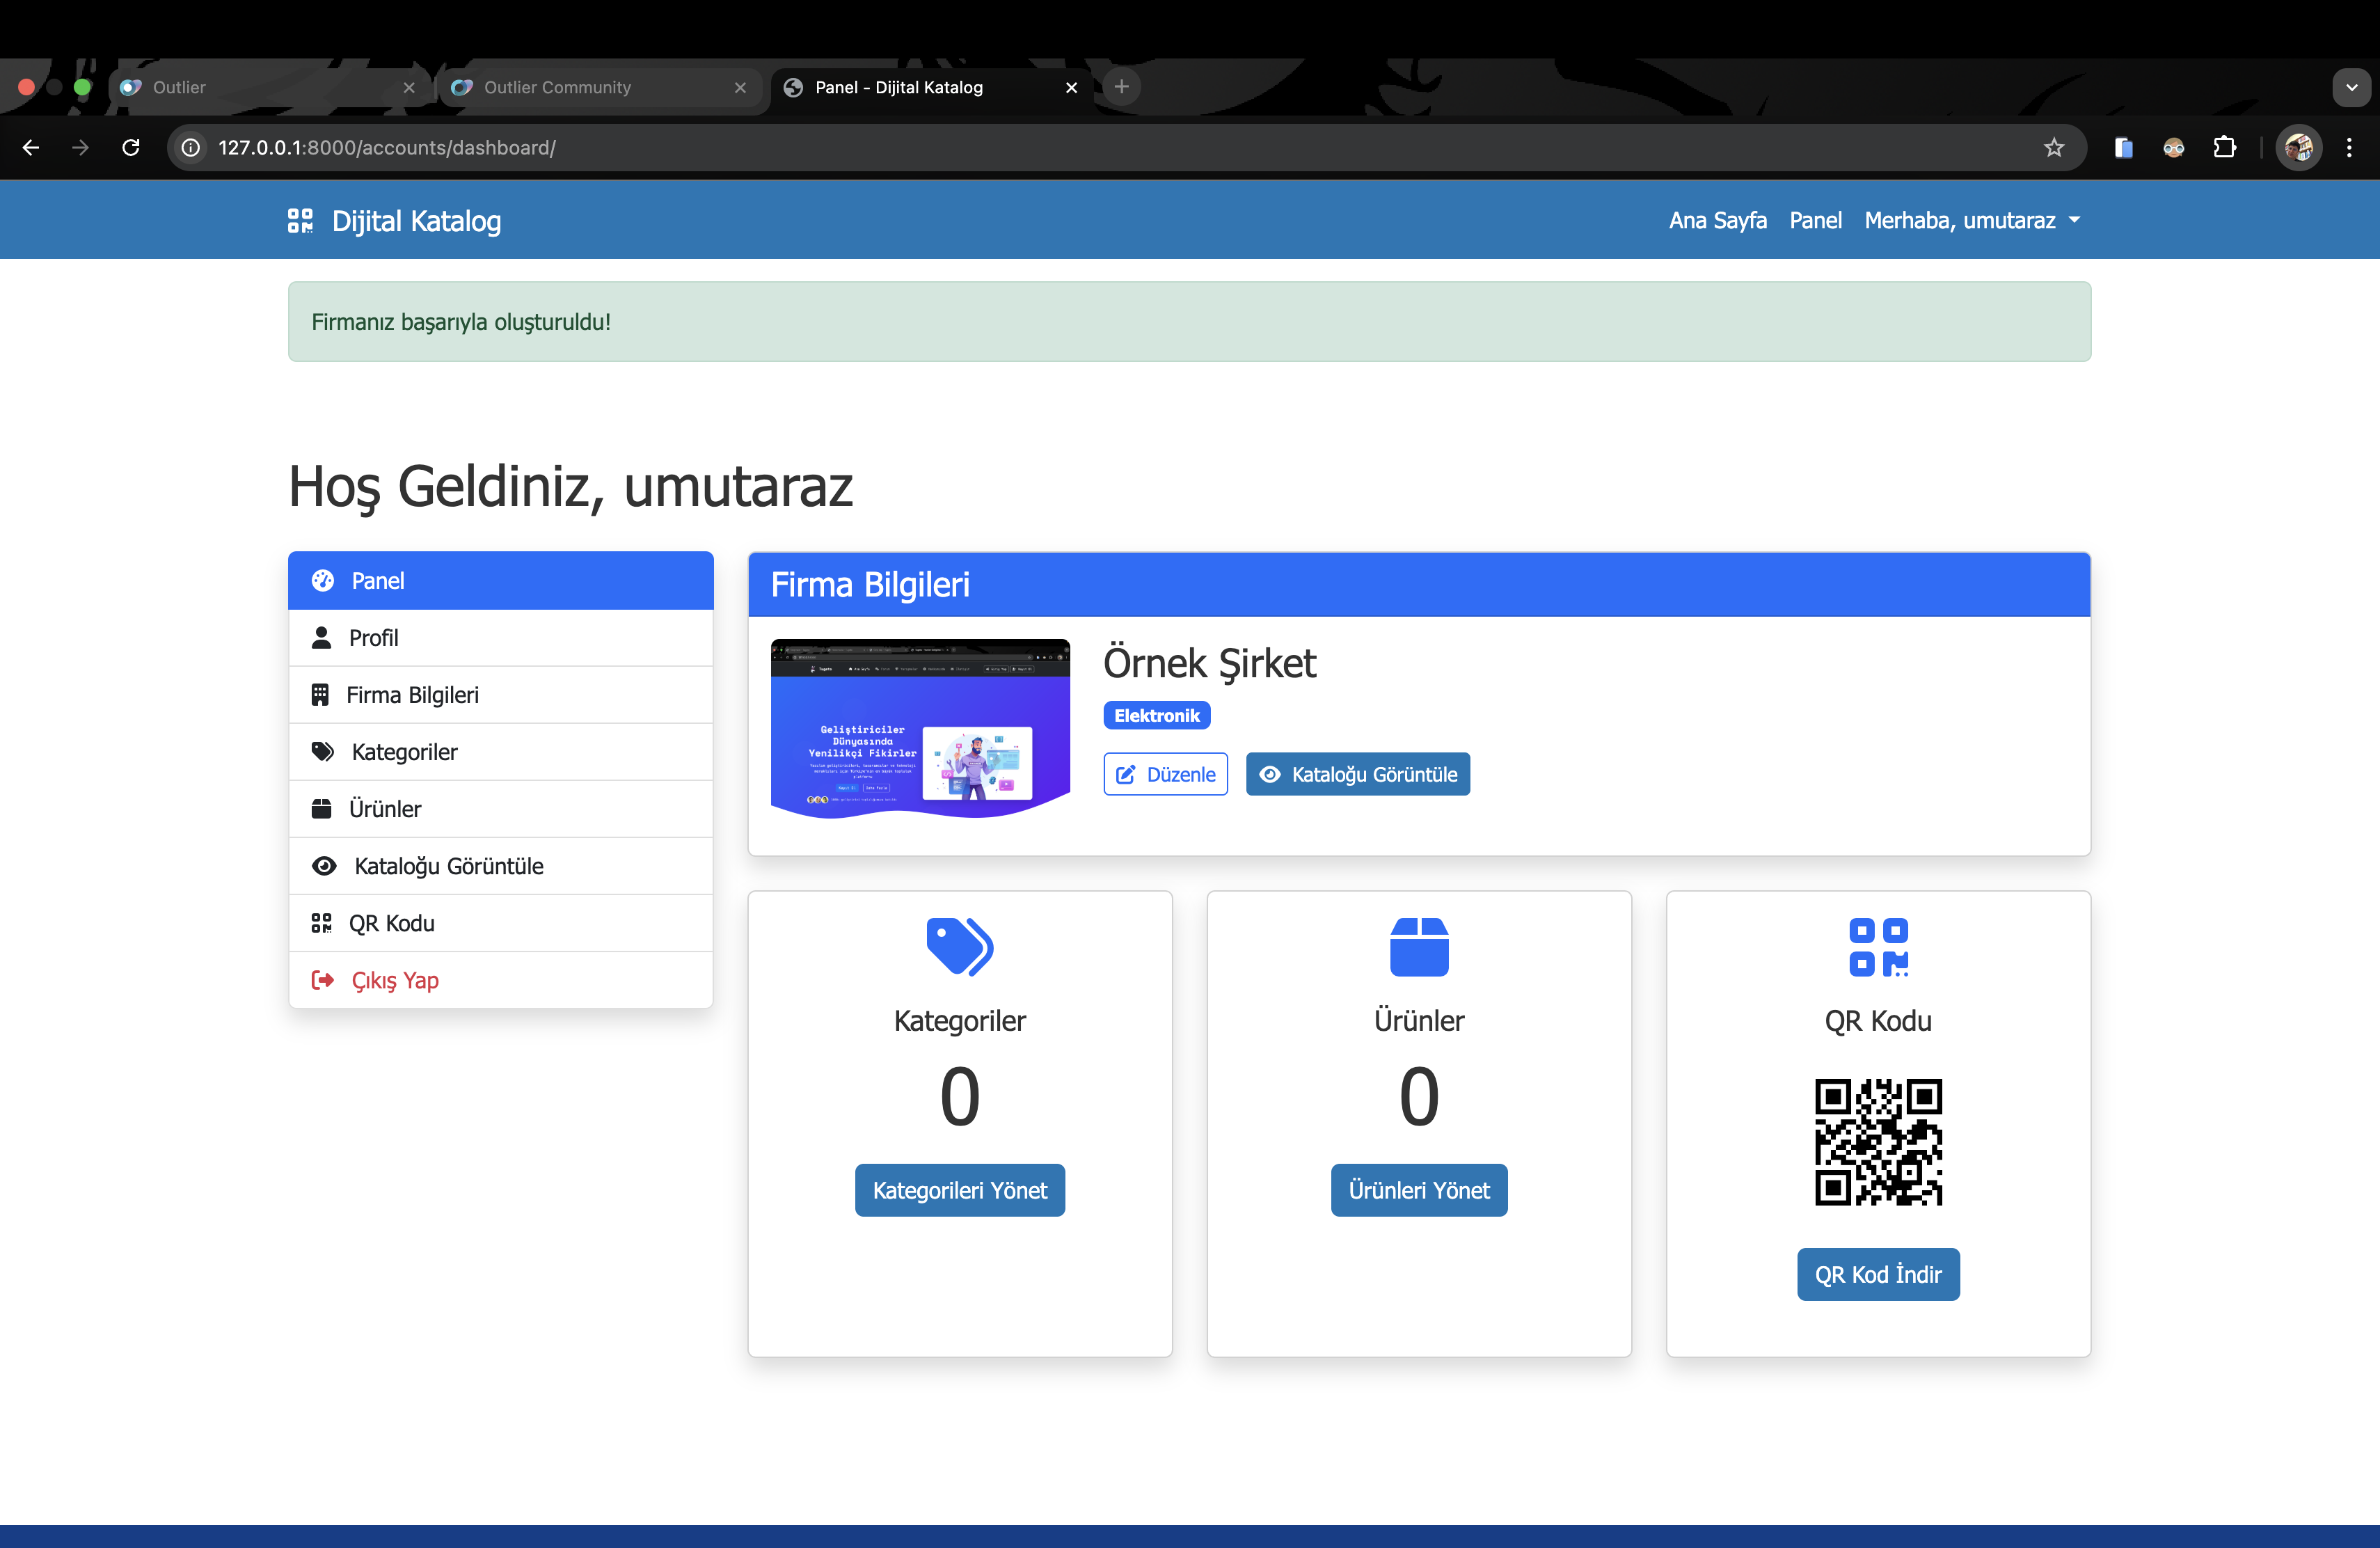 Outlier
Outlier Community
Panel - Dijital Katalog
127.0.0.1:8000/accounts/dashboard/
Dijital Katalog
Ana Sayfa
Panel
Merhaba, umutaraz
Firmanız başarıyla oluşturuldu!
Hoş Geldiniz, umutaraz
Panel
Profil
Firma Bilgileri
Kategoriler
Ürünler
Kataloğu Görüntüle
QR Kodu
Çıkış Yap
Firma Bilgileri
Geliştiriciler
Dünyasında
Yenilikçi Fikirler
Örnek Şirket
Elektronik
Düzenle
Kataloğu Görüntüle
Kategoriler
0
Kategorileri Yönet
Ürünler
0
Ürünleri Yönet
QR Kodu
QR Kod İndir